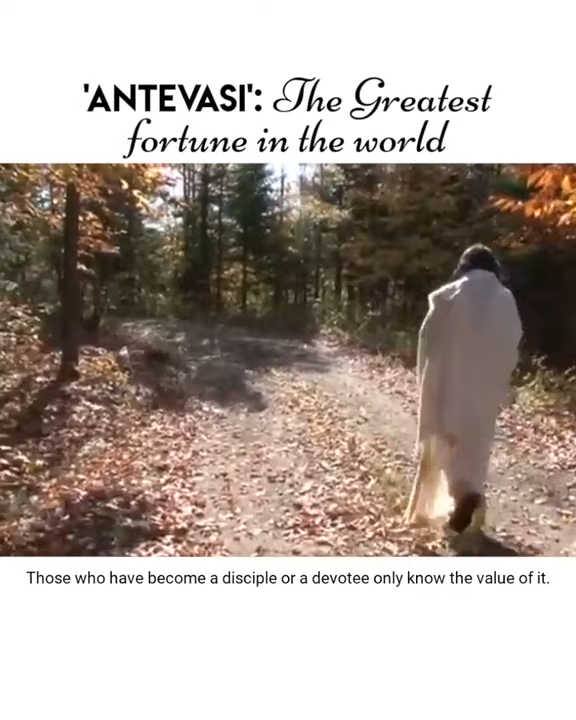 'ANTEVASI': The Greatest
fortune in the world
Those who have become a disciple or a devotee only know the value of it.